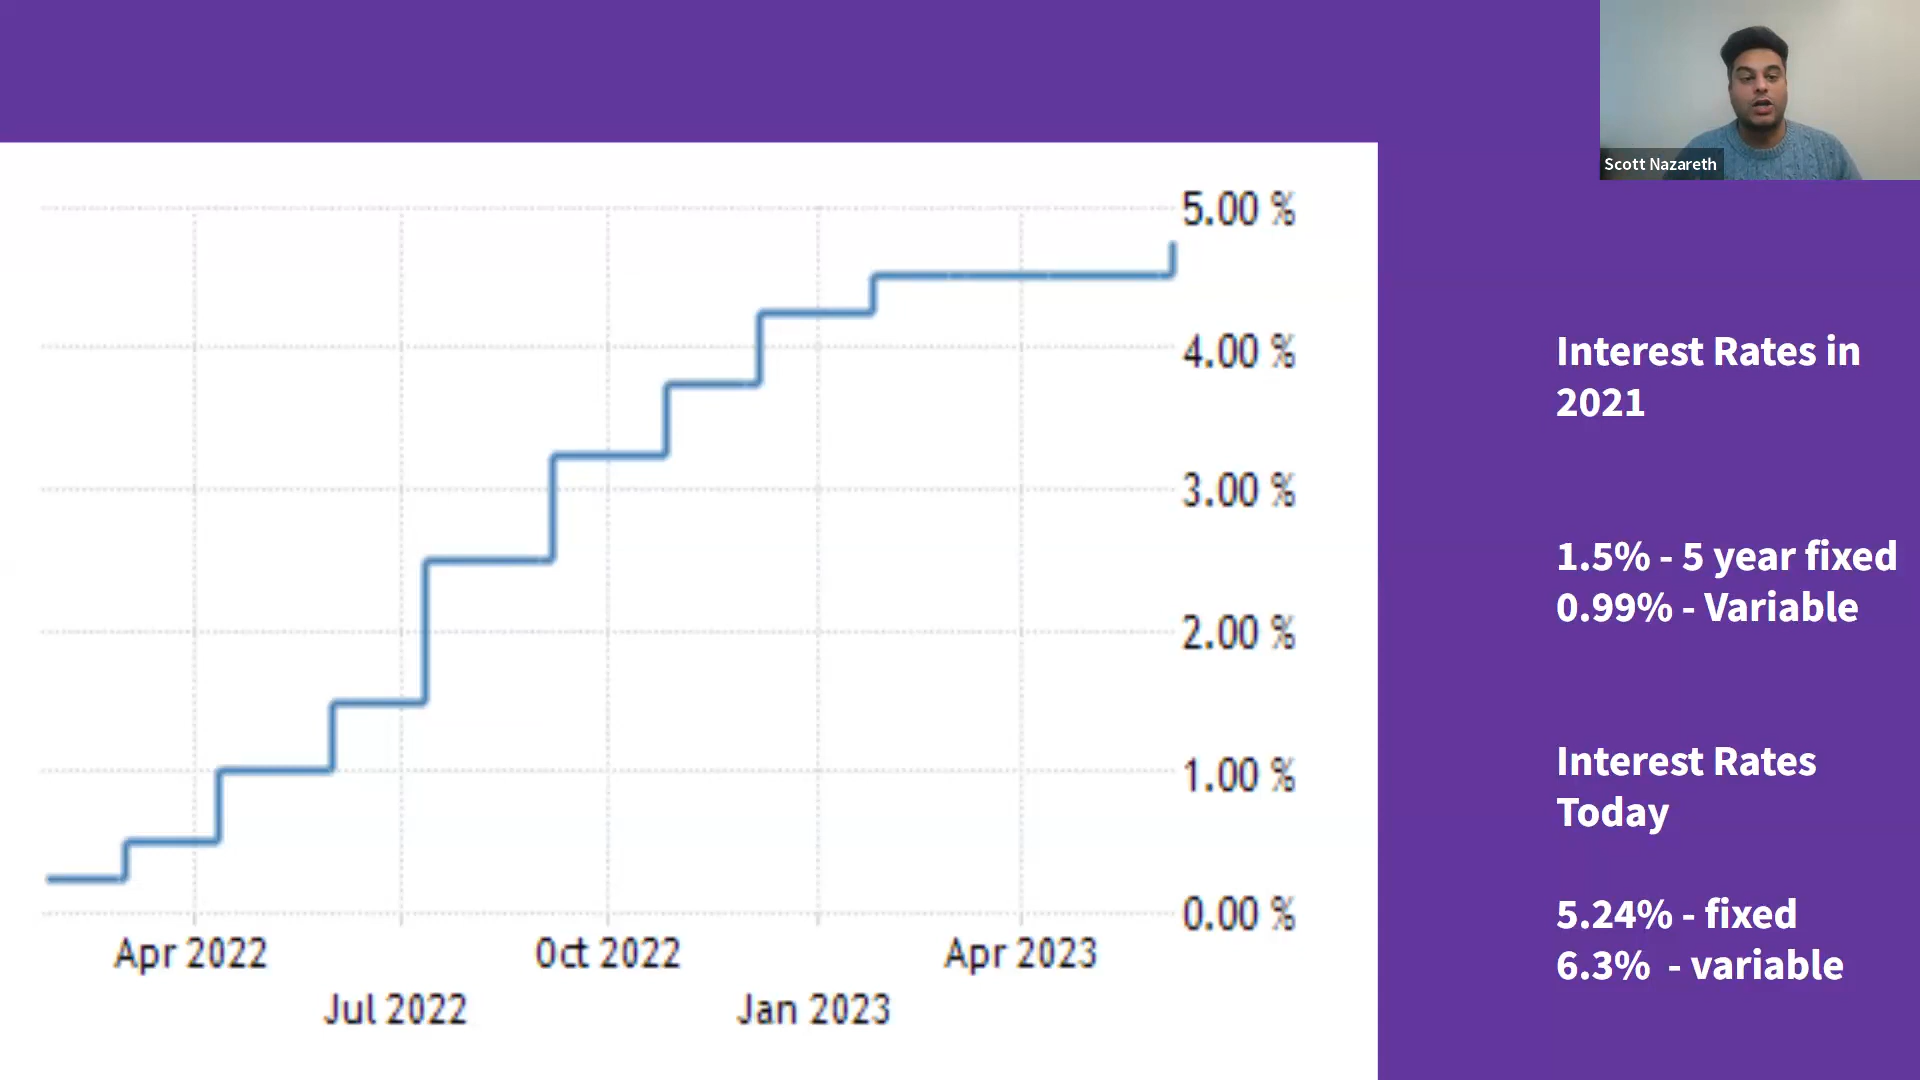 Scott Nazareth
5.00 %
4.00 %
3.00 %
2.00 %
1.00 %
0.00 %
Apr 2022
Jul 2022
Oct 2022
Jan 2023
Apr 2023
Interest Rates in
2021
1.5% - 5 year fixed
0.99% - Variable
Interest Rates
Today
5.24% - fixed
6.3% - variable